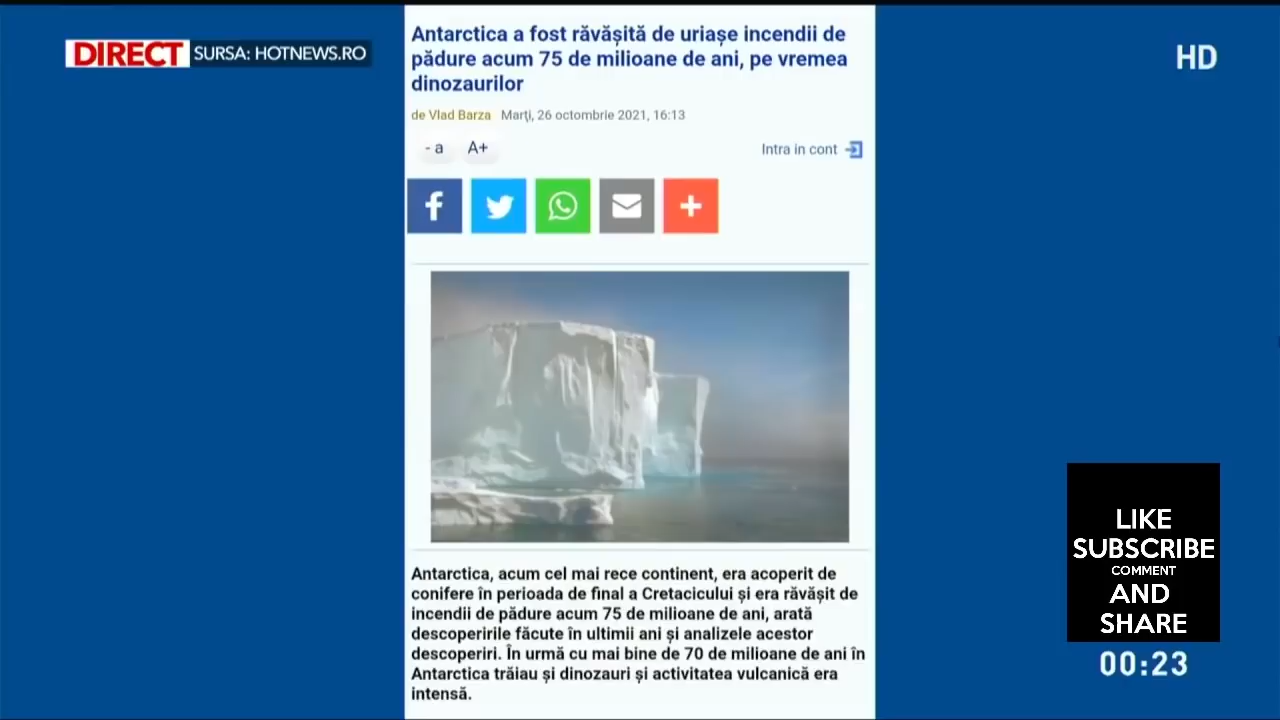 DIRECT SURSA: HOTNEWS.RO
HD
Antarctica a fost răvășită de uriașe incendii de
pădure acum 75 de milioane de ani, pe vremea
dinozaurilor
de Vlad Barza Marţi, 26 octombrie 2021, 16:13
- a A+
Intra in cont
Antarctica, acum cel mai rece continent, era acoperit de
conifere în perioada de final a Cretacicului și era răvășit de
incendii de pădure acum 75 de milioane de ani, arată
descoperirile făcute în ultimii ani și analizele acestor
descoperiri. În urmă cu mai bine de 70 de milioane de ani în
Antarctica trăiau și dinozauri și activitatea vulcanică era
intensă.
LIKE
SUBSCRIBE
COMMENT
AND
SHARE
00:23